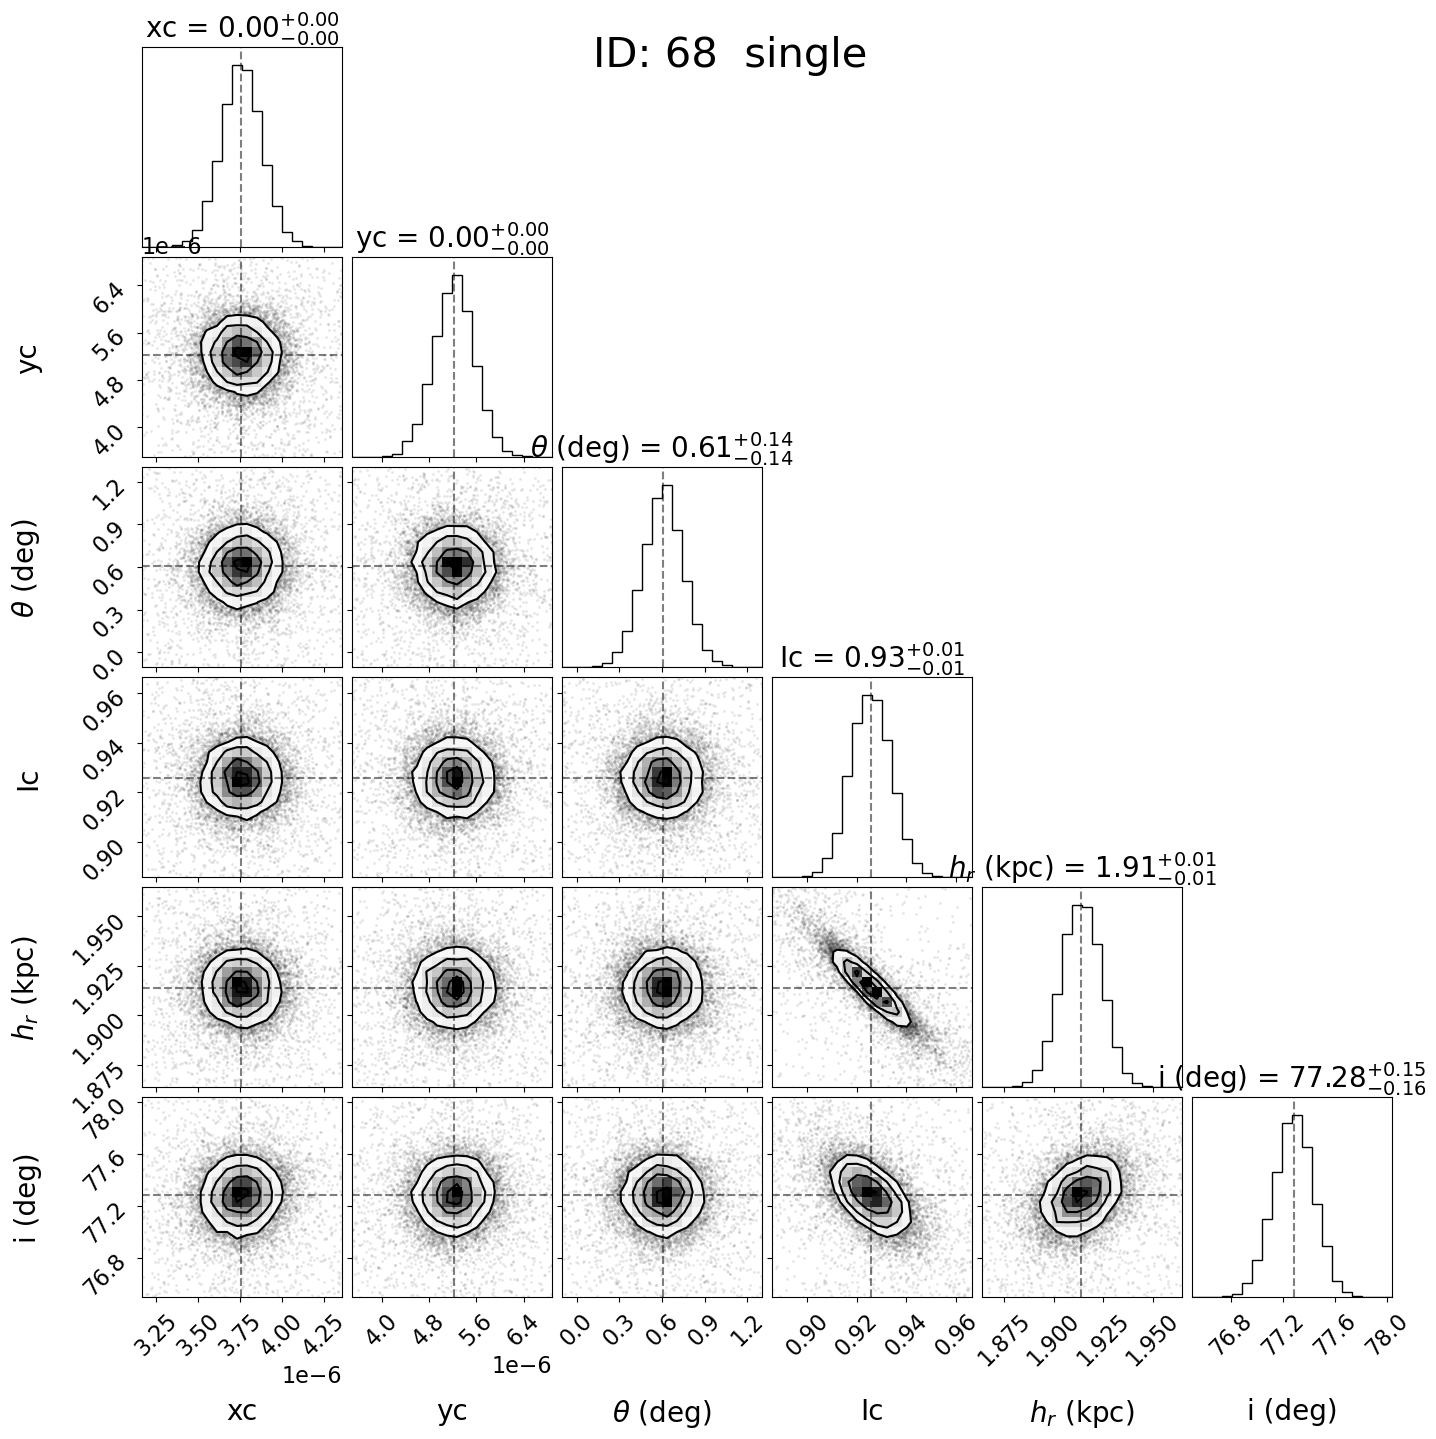 xc = 0.00+0.00−0.00
ID: 68 single
yc = 0.00+0.00−0.00
1e−6
yc
6.4
5.6
4.8
4.0
θ (deg) = 0.61+0.14−0.14
θ (deg)
1.2
0.9
0.6
0.3
0.0
Ic = 0.93+0.01−0.01
Ic
0.96
0.94
0.92
0.90
hr (kpc) = 1.91+0.01−0.01
hr (kpc)
1.950
1.925
1.900
1.875
i (deg) = 77.28+0.15−0.16
i (deg)
78.0
77.6
77.2
76.8
3.25 3.50 3.75 4.00 4.25 4.0 4.8 5.6 6.4 0.0 0.3 0.6 0.9 1.2 0.90 0.92 0.94 0.96 1.875 1.900 1.925 1.950 76.8 77.2 77.6 78.0
1e−6 1e−6
xc yc θ (deg) Ic hr (kpc) i (deg)